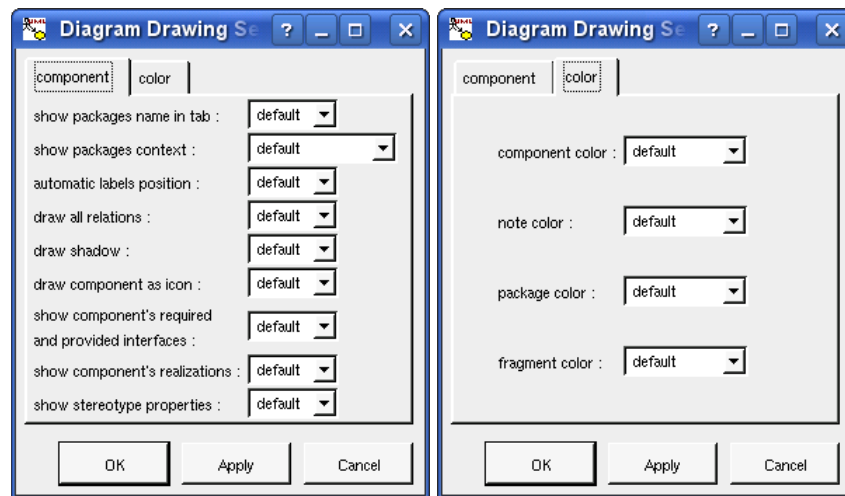 Diagram Drawing Se
component color
show packages name in tab : default
show packages context : default
automatic labels position : default
draw all relations : default
draw shadow : default
draw component as icon : default
show component's required
and provided interfaces : default
show component's realizations : default
show stereotype properties : default
OK Apply Cancel
Diagram Drawing Se
component color
component color : default
note color : default
package color : default
fragment color : default
OK Apply Cancel